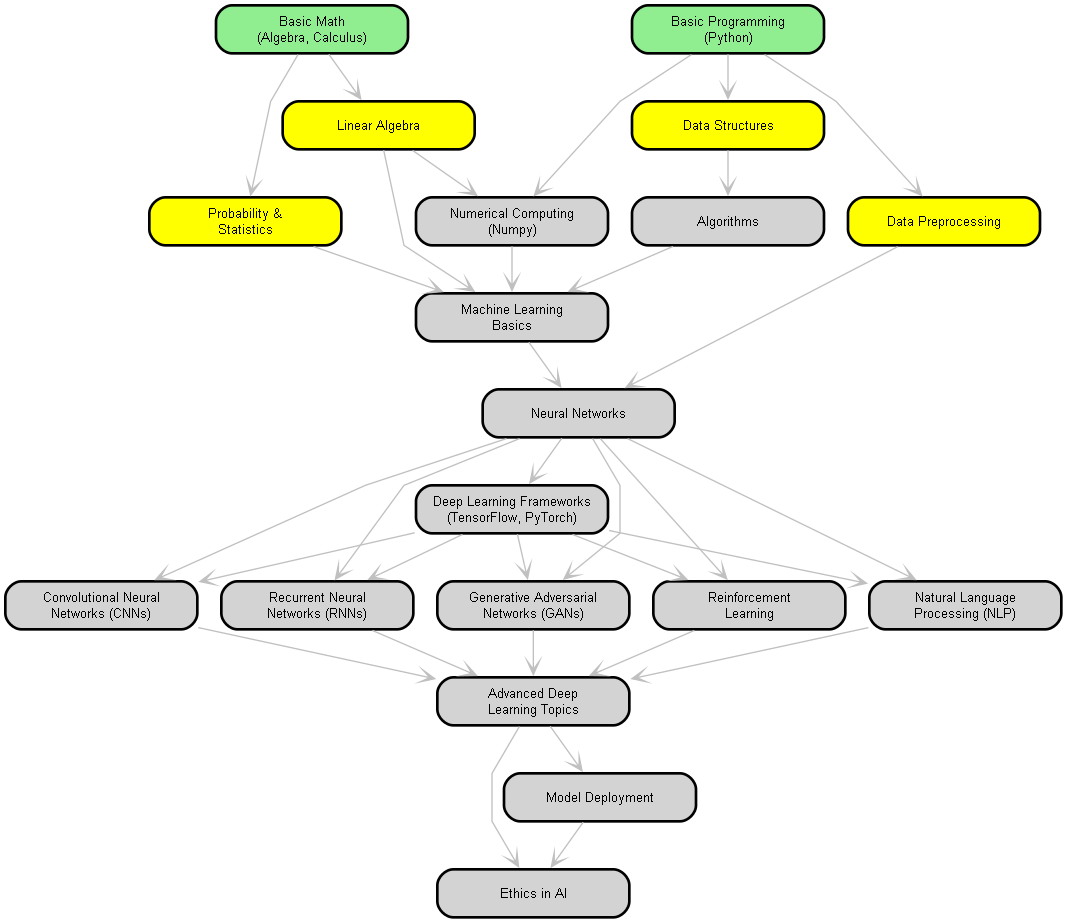 Basic Math
(Algebra, Calculus)
Basic Programming
(Python)
Linear Algebra
Data Structures
Probability &
Statistics
Numerical Computing
(Numpy)
Algorithms
Data Preprocessing
Machine Learning
Basics
Neural Networks
Deep Learning Frameworks
(TensorFlow, PyTorch)
Convolutional Neural
Networks (CNNs)
Recurrent Neural
Networks (RNNs)
Generative Adversarial
Networks (GANs)
Reinforcement
Learning
Natural Language
Processing (NLP)
Advanced Deep
Learning Topics
Model Deployment
Ethics in AI